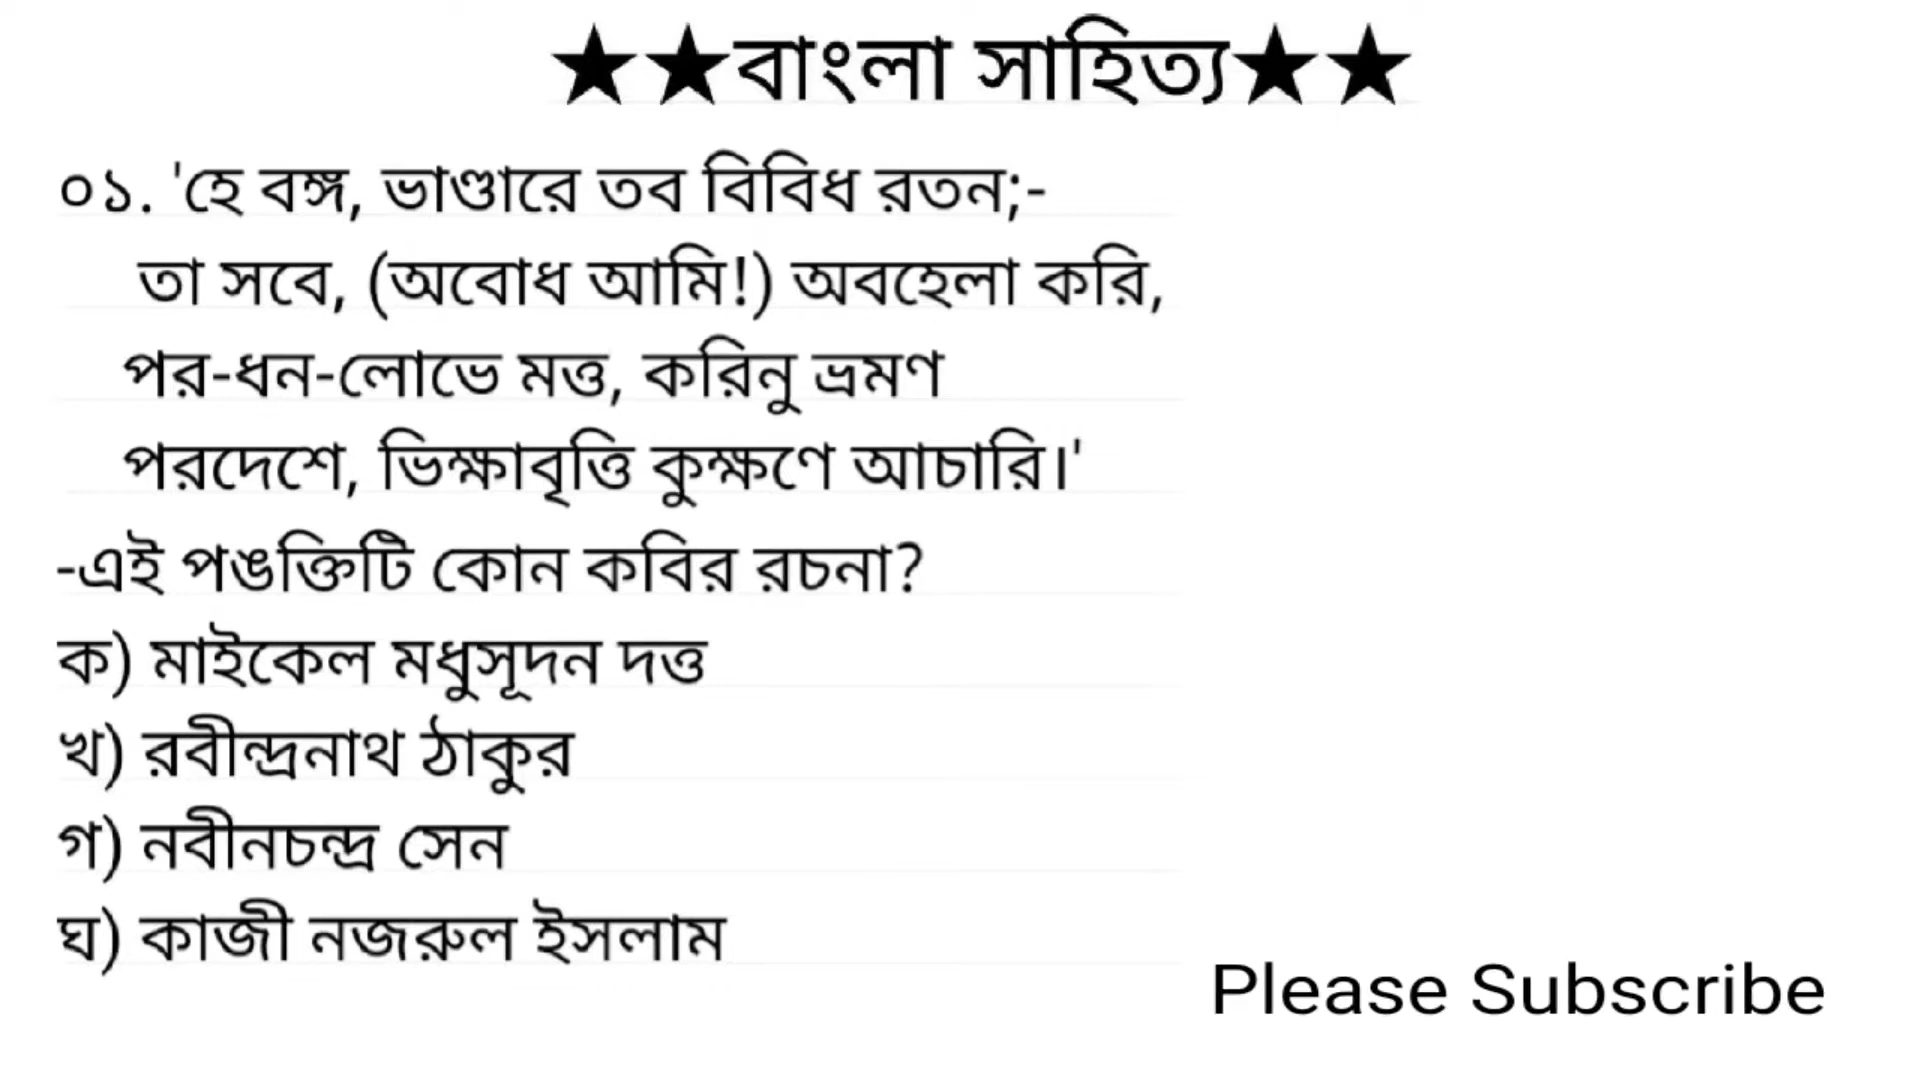 ★★বাংলা সাহিত্য★★
০১. 'হে বঙ্গ, ভাণ্ডারে তব বিবিধ রতন;-
তা সবে, (অবোধ আমি!) অবহেলা করি,
পর-ধন-লোভে মত্ত, করিনু ভ্রমণ
পরদেশে, ভিক্ষাবৃত্তি কুক্ষণে আচারি।'
-এই পঙক্তিটি কোন কবির রচনা?
ক) মাইকেল মধুসূদন দত্ত
খ) রবীন্দ্রনাথ ঠাকুর
গ) নবীনচন্দ্র সেন
ঘ) কাজী নজরুল ইসলাম
Please Subscribe